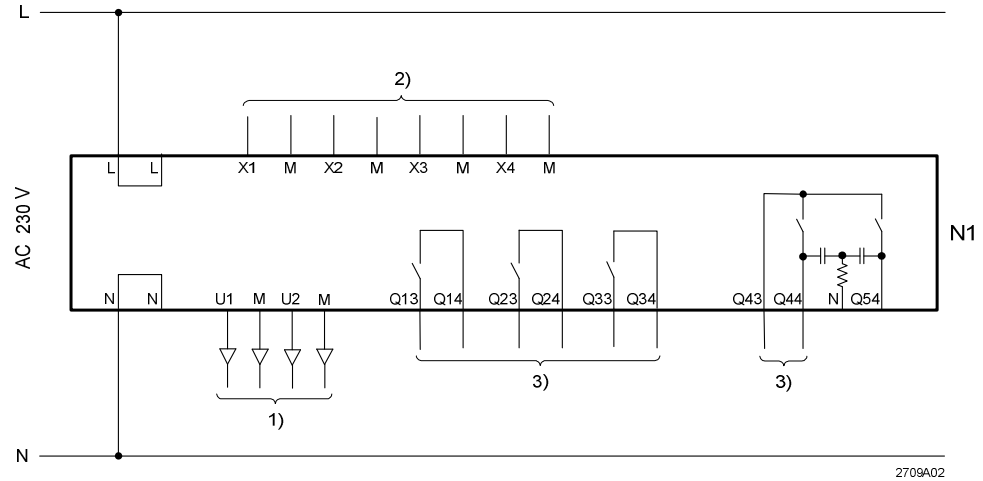 L
2)
L L X1 M X2 M X3 M X4 M
AC 230 V
N1
N N U1 M U2 M Q13 Q14 Q23 Q24 Q33 Q34 Q43 Q44 N Q54
1)
3)
3)
N
2709A02